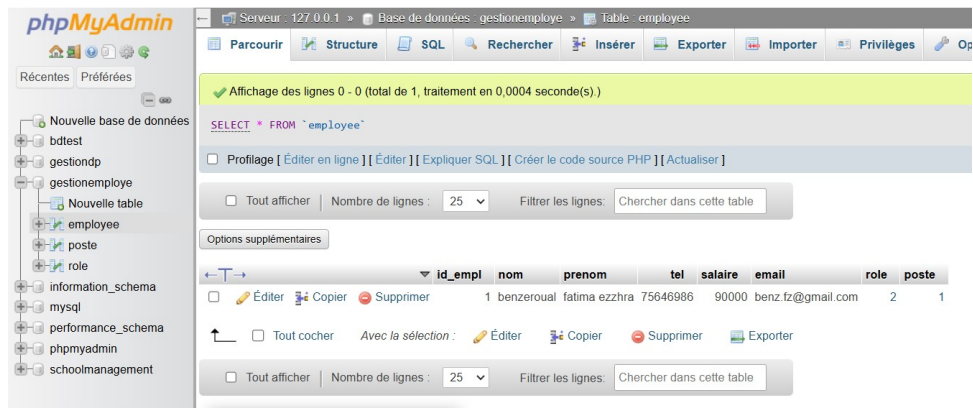 phpMyAdmin
Récentes Préférées
Nouvelle base de données
bdtest
gestiondp
gestionemploye
Nouvelle table
employee
poste
role
information_schema
mysql
performance_schema
phpmyadmin
schoolmanagement
Serveur : 127.0.0.1 » Base de données : gestionemploye » Table : employee
Parcourir Structure SQL Rechercher Insérer Exporter Importer Privilèges Op
Affichage des lignes 0 - 0 (total de 1, traitement en 0,0004 seconde(s).)
SELECT * FROM `employee`
Profilage [ Éditer en ligne ] [ Éditer ] [ Expliquer SQL ] [ Créer le code source PHP ] [ Actualiser ]
Tout afficher | Nombre de lignes : 25 Filtrer les lignes: Chercher dans cette table
Options supplémentaires
←T→ id_empl nom prenom tel salaire email role poste
Éditer Copier Supprimer 1 benzeroual fatima ezzhra 75646986 90000 benz.fz@gmail.com 2 1
Tout cocher Avec la sélection : Éditer Copier Supprimer Exporter
Tout afficher | Nombre de lignes : 25 Filtrer les lignes: Chercher dans cette table